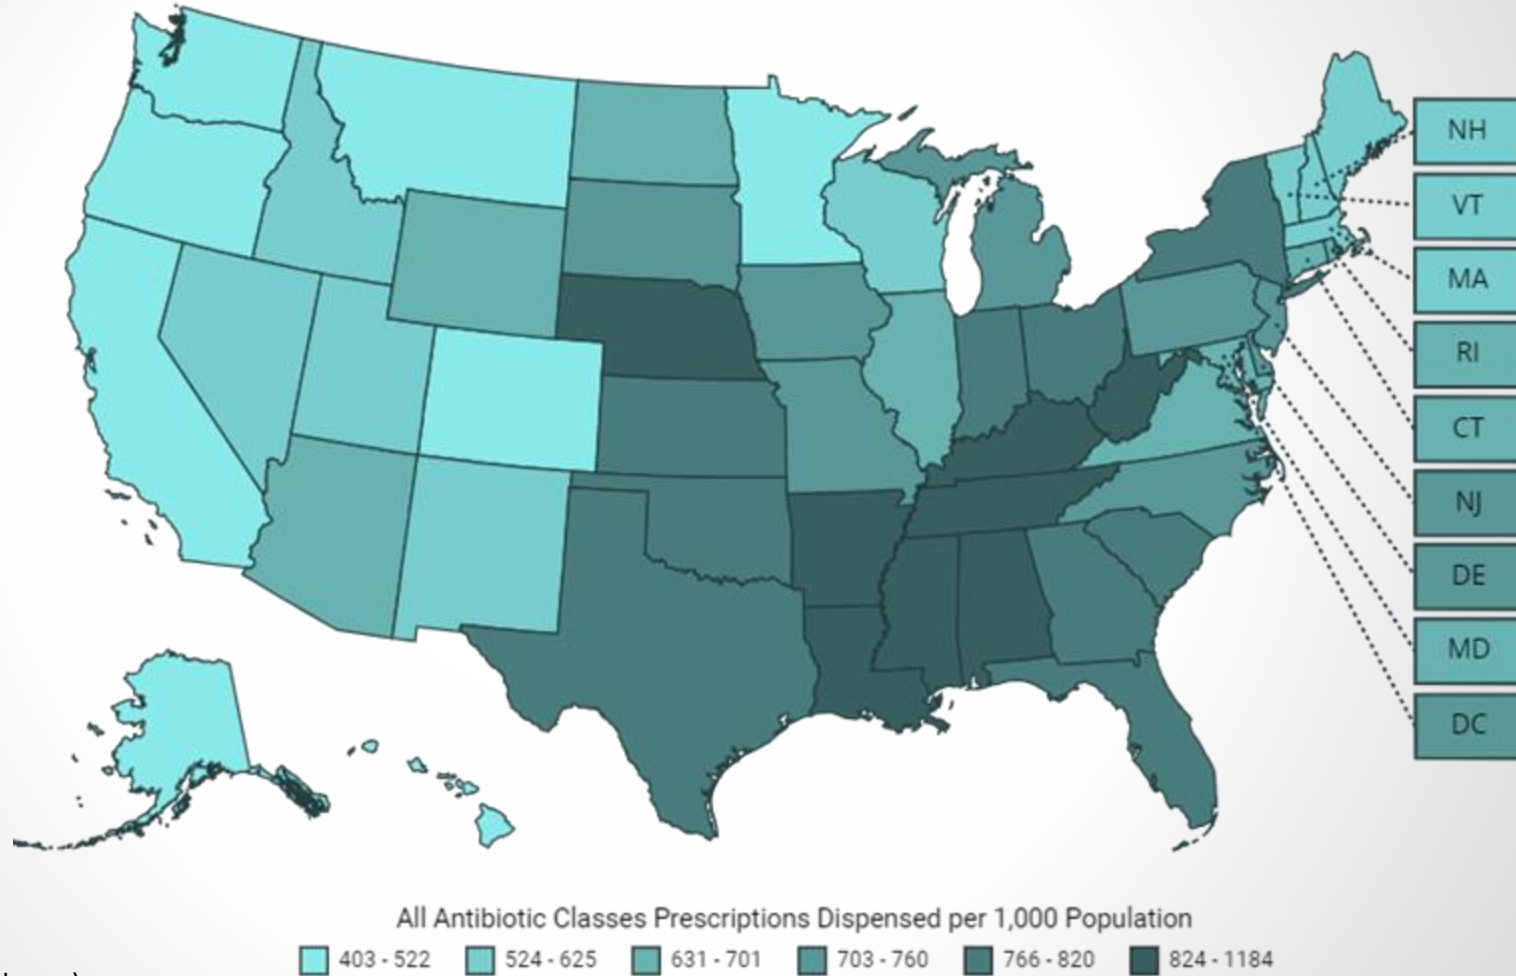 NH
VT
MA
RI
CT
NJ
DE
MD
DC
All Antibiotic Classes Prescriptions Dispensed per 1,000 Population
403 - 522 524 - 625 631 - 701 703 - 760 766 - 820 824 - 1184